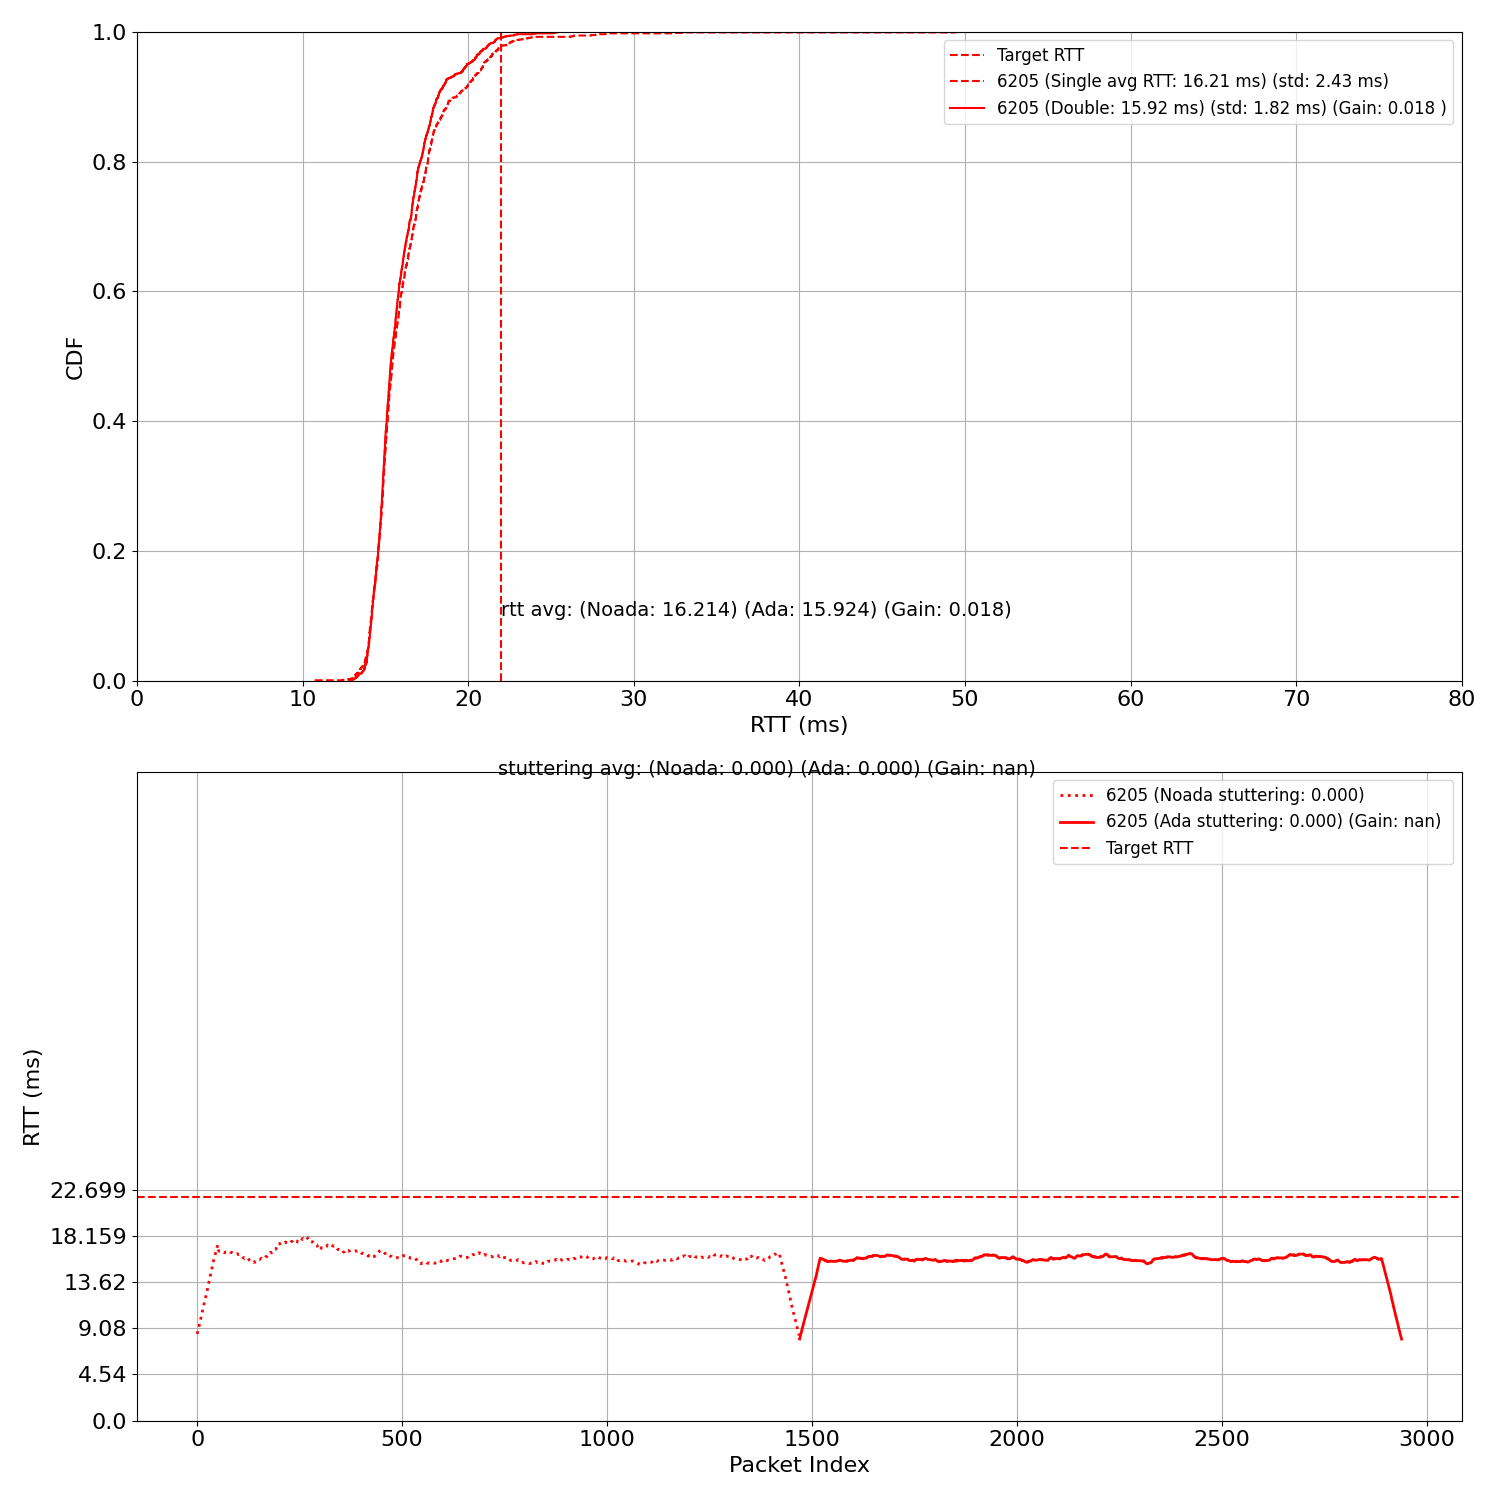 1.0
0.8
0.6
0.4
0.2
0.0
CDF
Target RTT
6205 (Single avg RTT: 16.21 ms) (std: 2.43 ms)
6205 (Double: 15.92 ms) (std: 1.82 ms) (Gain: 0.018 )
rtt avg: (Noada: 16.214) (Ada: 15.924) (Gain: 0.018)
0 10 20 30 40 50 60 70 80
RTT (ms)
stuttering avg: (Noada: 0.000) (Ada: 0.000) (Gain: nan)
6205 (Noada stuttering: 0.000)
6205 (Ada stuttering: 0.000) (Gain: nan)
Target RTT
RTT (ms)
22.699
18.159
13.62
9.08
4.54
0.0
0 500 1000 1500 2000 2500 3000
Packet Index